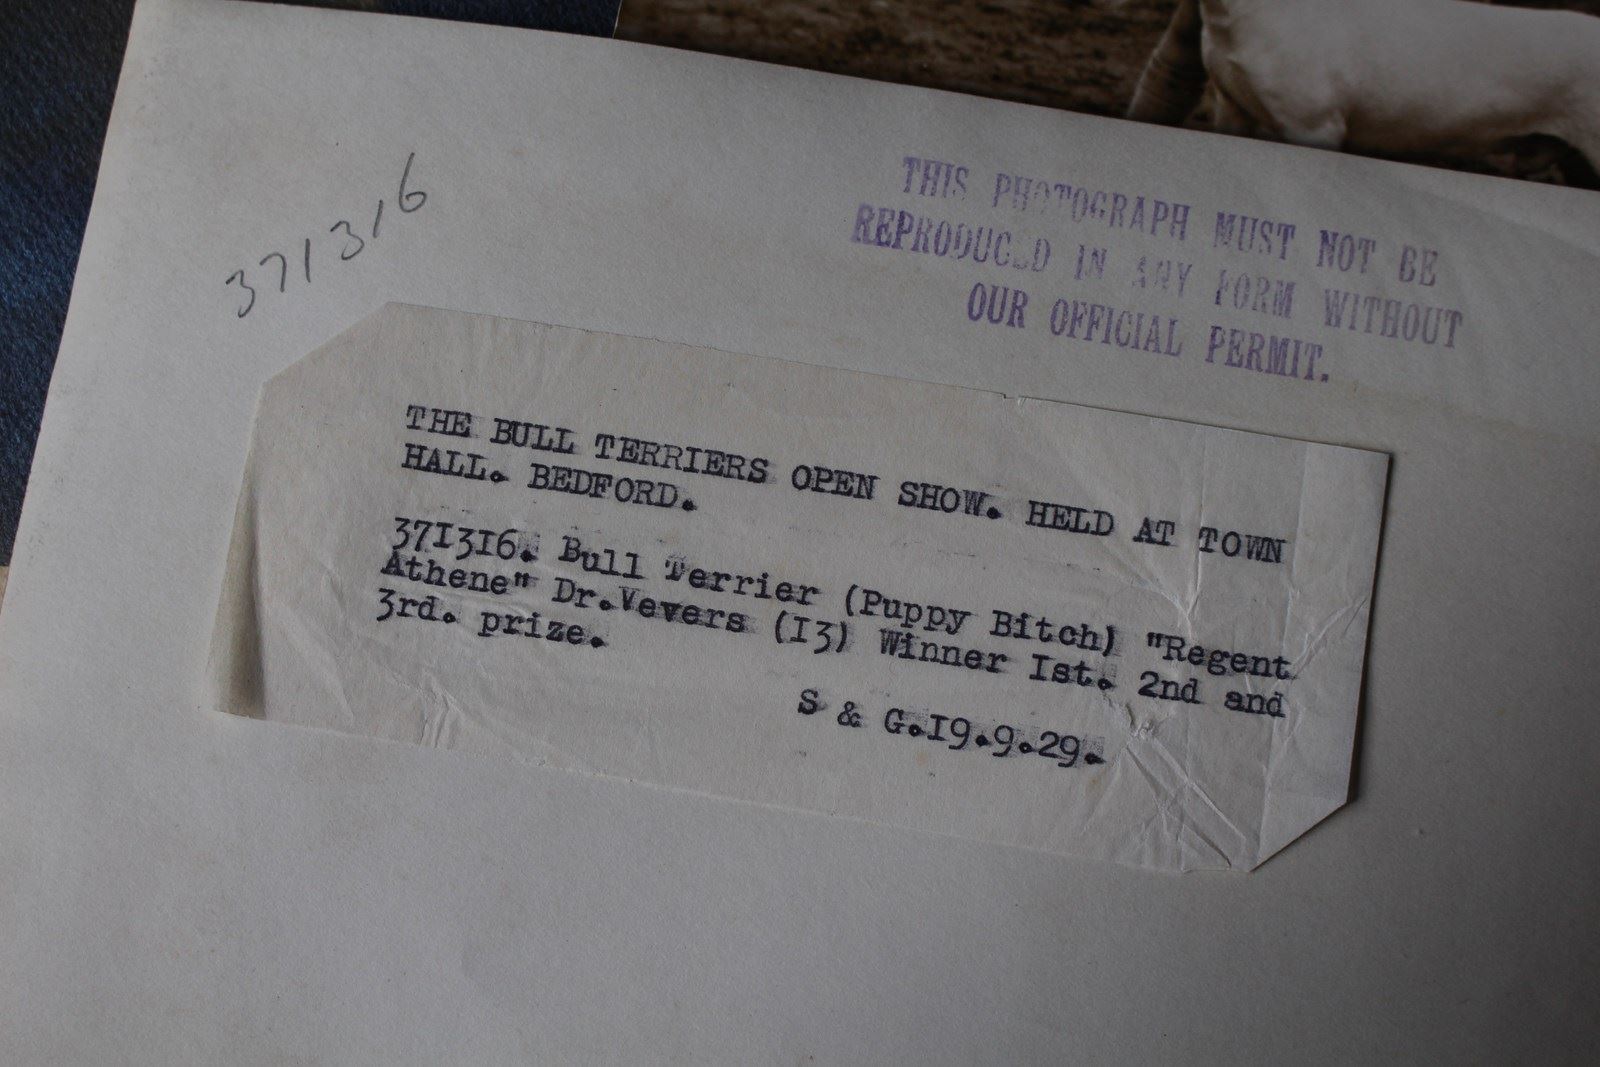 371316
THIS PHOTOGRAPH MUST NOT BE
REPRODUCED IN ANY FORM WITHOUT
OUR OFFICIAL PERMIT.
THE BULL TERRIERS OPEN SHOW. HELD AT TOWN
HALL. BEDFORD.
371316. Bull Terrier (Puppy Bitch) "Regent
Athene" Dr.Vevers (13) Winner Ist. 2nd and
3rd. prize.
S & G.19.9.29.